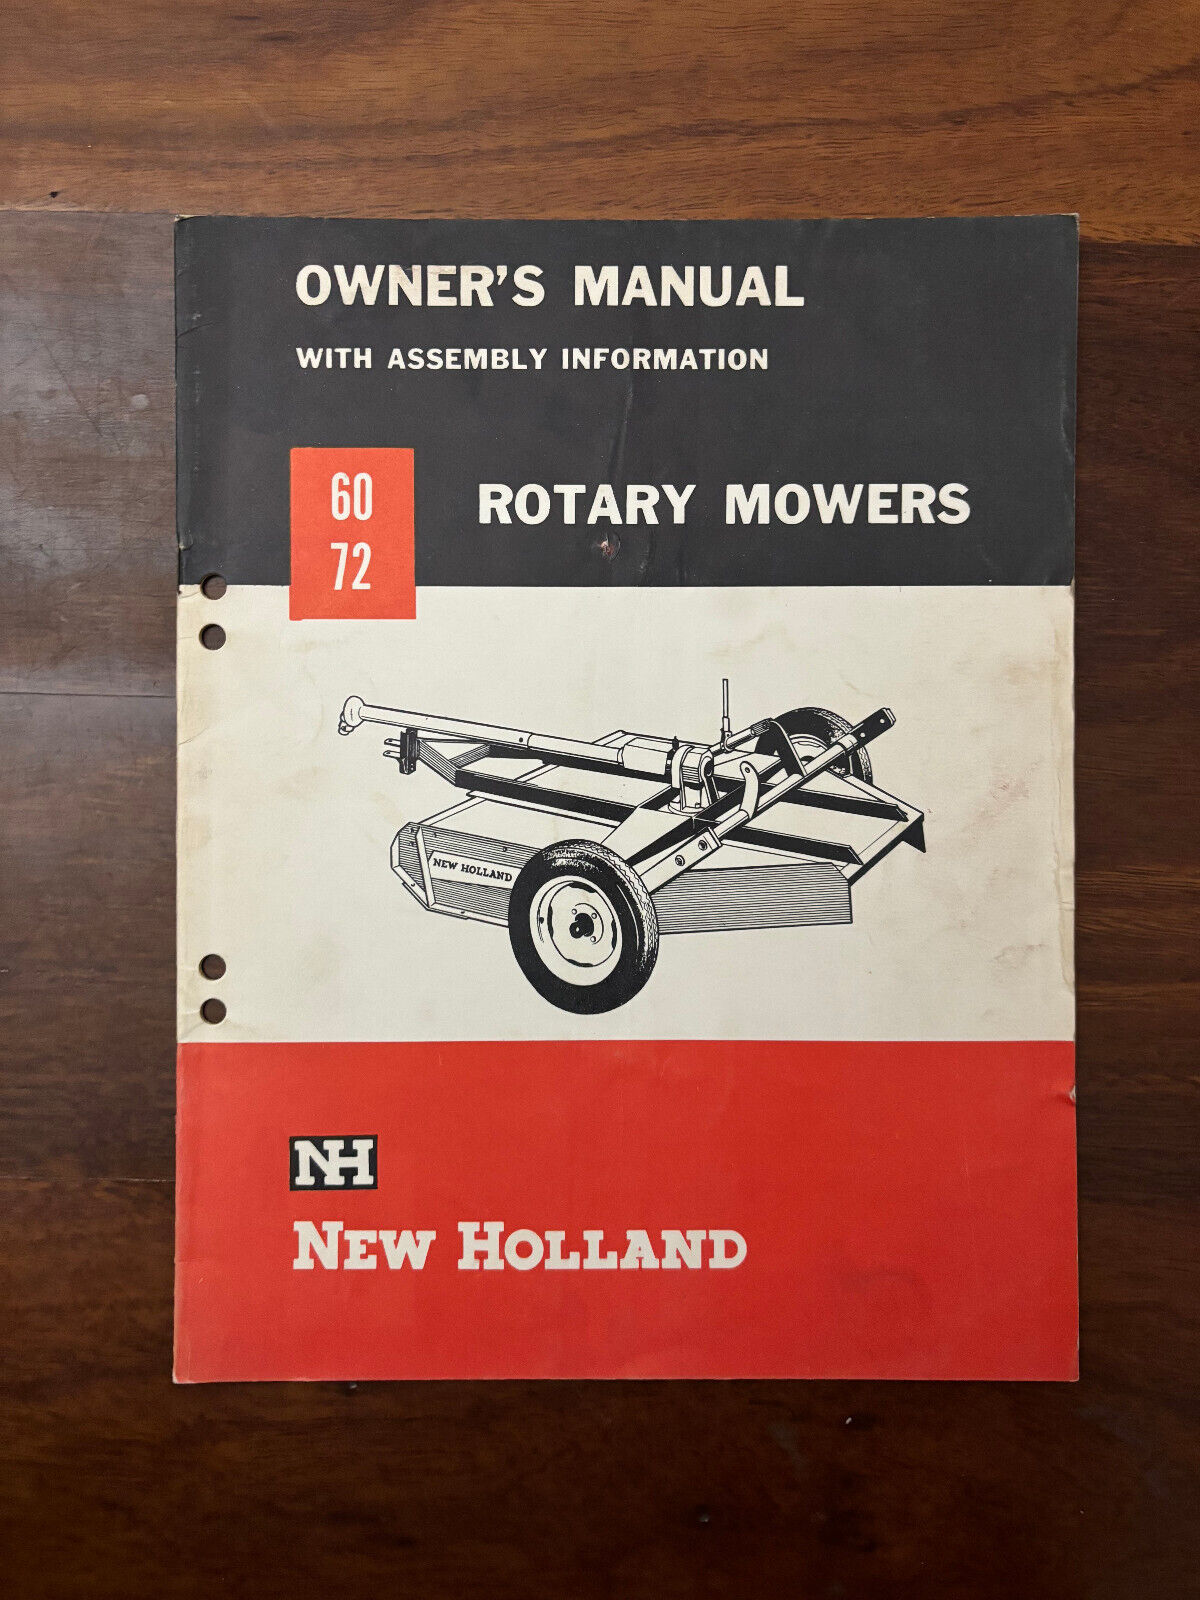 OWNER'S MANUAL
WITH ASSEMBLY INFORMATION
60
72
ROTARY MOWERS
NEW HOLLAND
NH
NEW HOLLAND